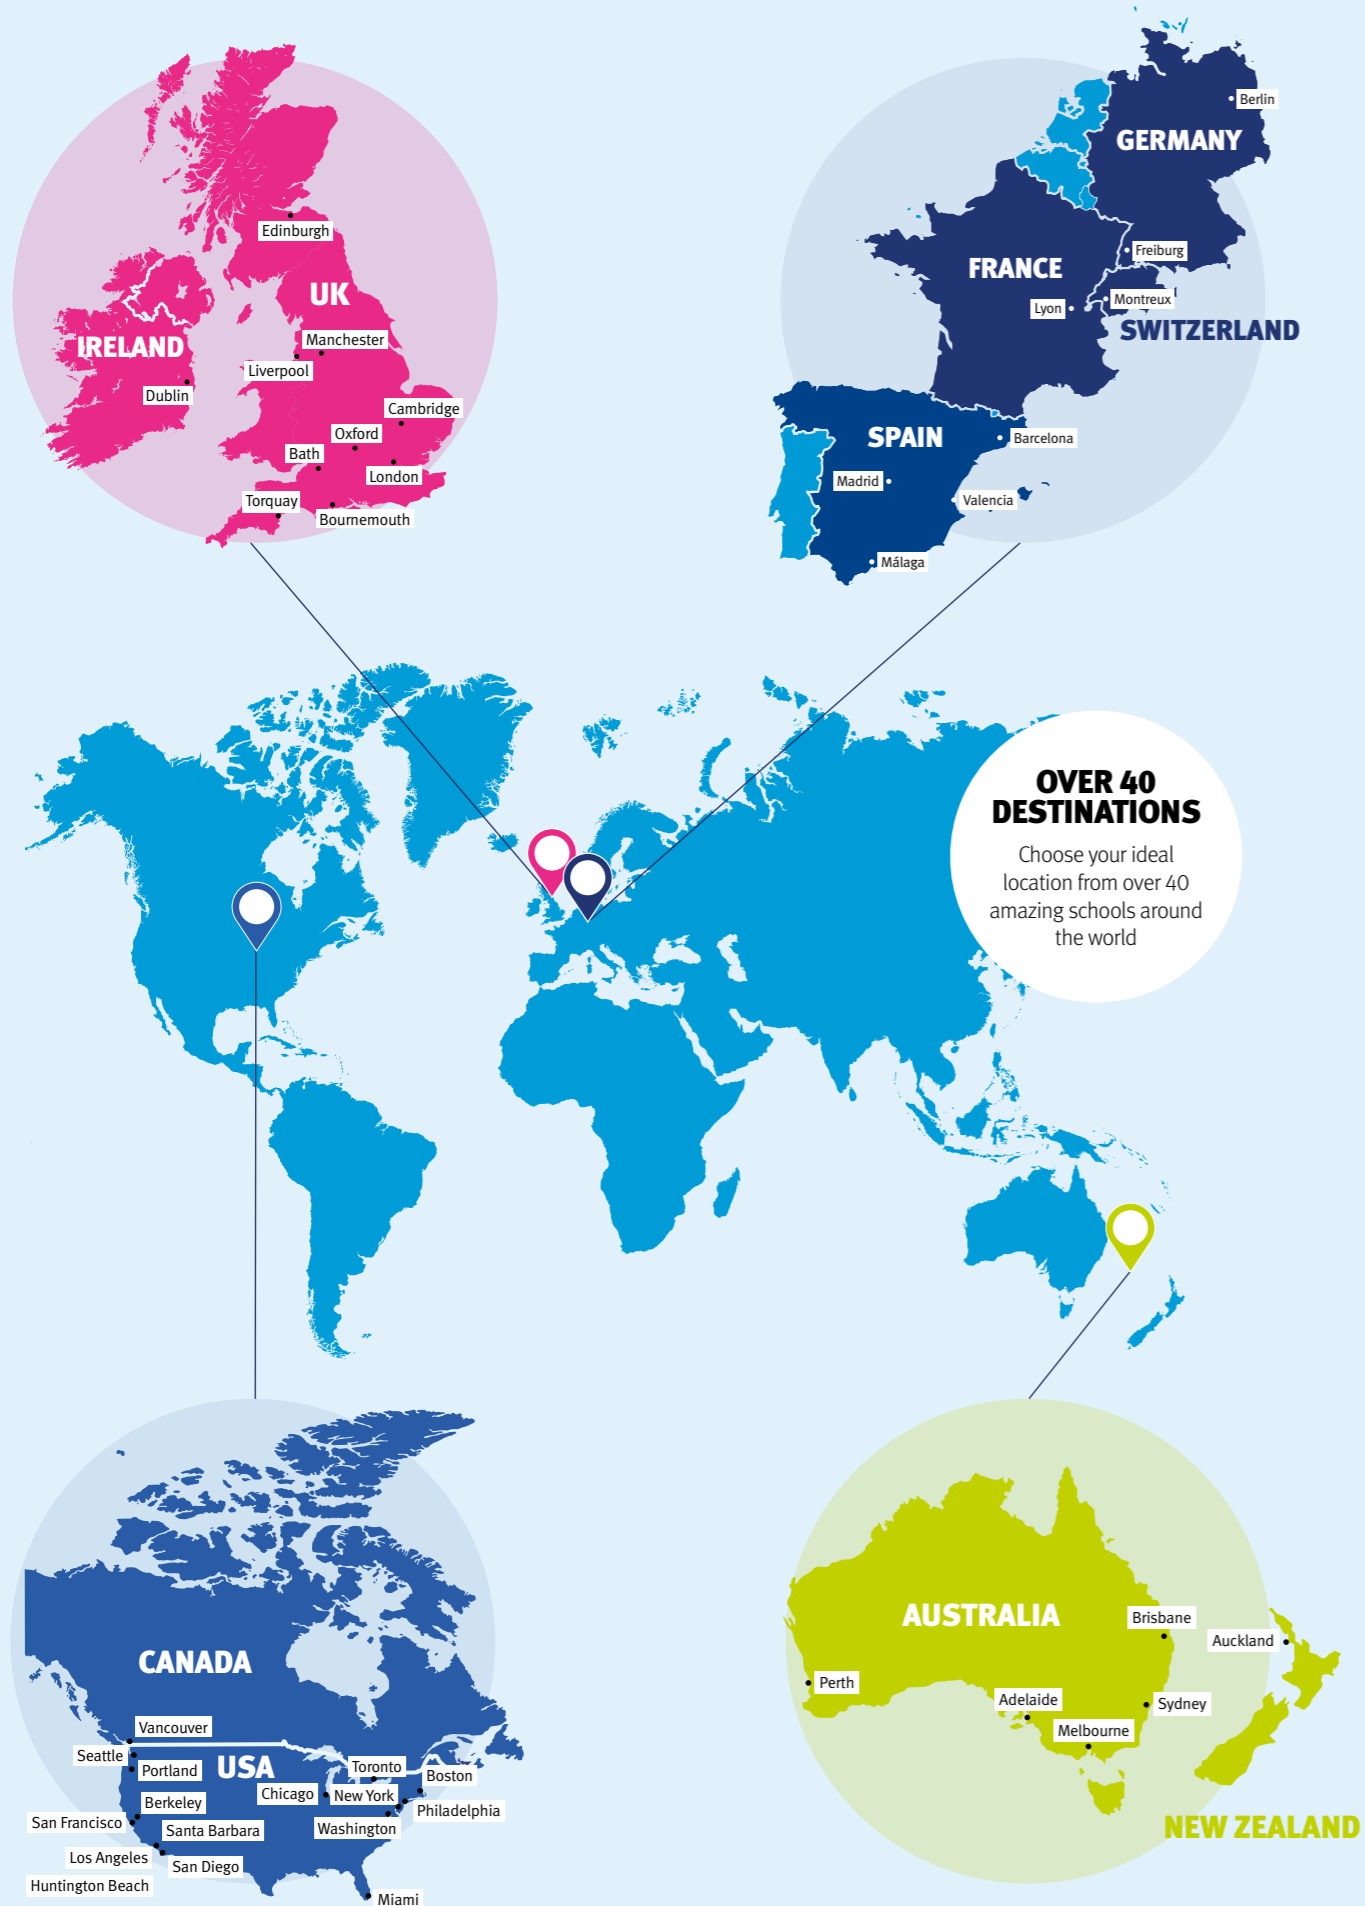 Edinburgh
UK
IRELAND
Manchester
Liverpool
Dublin
Cambridge
Oxford
Bath
London
Torquay
Bournemouth
Berlin
GERMANY
Freiburg
FRANCE
Montreux
Lyon
SWITZERLAND
SPAIN
Barcelona
Madrid
Valencia
Málaga
OVER 40
DESTINATIONS
Choose your ideal
location from over 40
amazing schools around
the world
CANADA
Vancouver
Seattle
USA
Portland
Toronto
Boston
Chicago
New York
Berkeley
Philadelphia
San Francisco
Santa Barbara
Washington
Los Angeles
San Diego
Huntington Beach
Miami
AUSTRALIA
Brisbane
Auckland
Perth
Adelaide
Sydney
Melbourne
NEW ZEALAND